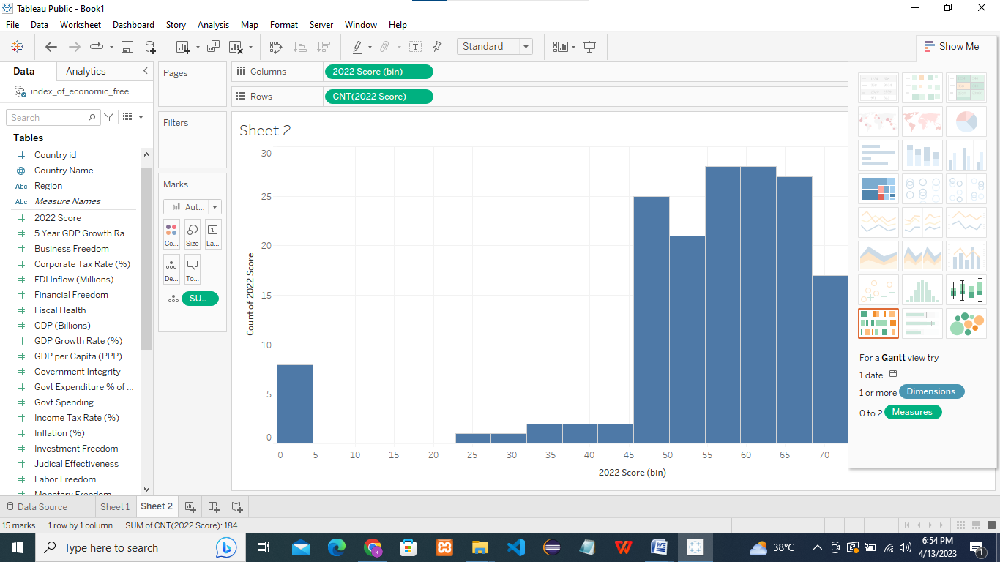 Tableau Public - Book1
File Data Worksheet Dashboard Story Analysis Map Format Server Window Help
Standard
Show Me
Data Analytics
index_of_economic_free...
Search
Tables
Country id
Country Name
Abc Region
Abc Measure Names
2022 Score
5 Year GDP Growth Ra...
Business Freedom
Corporate Tax Rate (%)
FDI Inflow (Millions)
Financial Freedom
Fiscal Health
GDP (Billions)
GDP Growth Rate (%)
GDP per Capita (PPP)
Government Integrity
Govt Expenditure % of ...
Govt Spending
Income Tax Rate (%)
Inflation (%)
Investment Freedom
Judical Effectiveness
Labor Freedom
Monetary Freedom
Pages
Filters
Marks
Aut...
Co... Size La...
De... To...
SU..
Columns 2022 Score (bin)
Rows CNT(2022 Score)
Sheet 2
30
25
20
15
10
5
0
Count of 2022 Score
0 5 10 15 20 25 30 35 40 45 50 55 60 65 70
2022 Score (bin)
For a Gantt view try
1 date
1 or more Dimensions
0 to 2 Measures
Data Source Sheet 1 Sheet 2
15 marks 1 row by 1 column SUM of CNT(2022 Score): 184
Type here to search
38°C
6:54 PM
4/13/2023
1